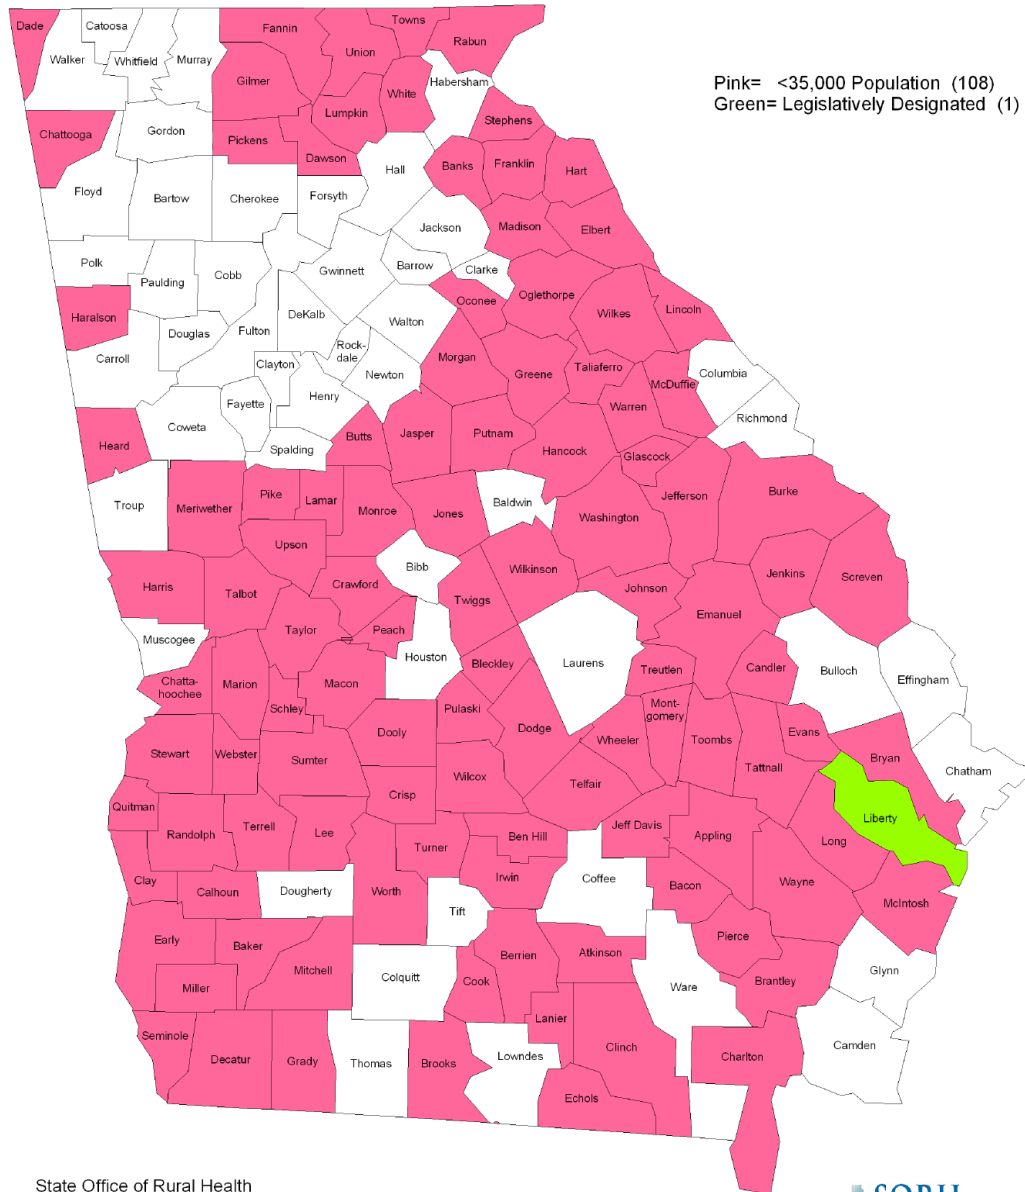 Dade
Catoosa
Fannin
Towns
Union
Rabun
Walker
Whitfield
Murray
Gilmer
White
Habersham
Pink= <35,000 Population (108)
Green= Legislatively Designated (1)
Lumpkin
Chattooga
Gordon
Pickens
Dawson
Stephens
Hall
Banks
Franklin
Hart
Floyd
Bartow
Cherokee
Forsyth
Jackson
Madison
Elbert
Polk
Paulding
Cobb
Gwinnett
Barrow
Clarke
Haralson
Douglas
Fulton
DeKalb
Walton
Oconee
Oglethorpe
Wilkes
Lincoln
Carroll
Clayton
Rock-
dale
Newton
Morgan
Greene
Taliaferro
McDuffie
Columbia
Heard
Coweta
Fayette
Henry
Spalding
Butts
Jasper
Putnam
Hancock
Warren
Glascock
Richmond
Troup
Meriwether
Pike
Lamar
Monroe
Jones
Baldwin
Washington
Jefferson
Burke
Upson
Bibb
Wilkinson
Harris
Talbot
Crawford
Twiggs
Johnson
Jenkins
Screven
Emanuel
Muscogee
Taylor
Peach
Houston
Bleckley
Laurens
Treutlen
Candler
Bulloch
Effingham
Chatta-
hoochee
Marion
Schley
Macon
Pulaski
Dodge
Mont-
gomery
Dooly
Wheeler
Toombs
Evans
Bryan
Chatham
Stewart
Webster
Sumter
Wilcox
Telfair
Tattnall
Quitman
Randolph
Terrell
Lee
Crisp
Turner
Ben Hill
Jeff Davis
Appling
Long
Liberty
Clay
Calhoun
Dougherty
Worth
Irwin
Coffee
Bacon
Wayne
McIntosh
Tift
Early
Baker
Mitchell
Colquitt
Cook
Berrien
Atkinson
Pierce
Miller
Ware
Brantley
Glynn
Seminole
Decatur
Grady
Thomas
Brooks
Lanier
Lowndes
Clinch
Charlton
Camden
Echols
State Office of Rural Health